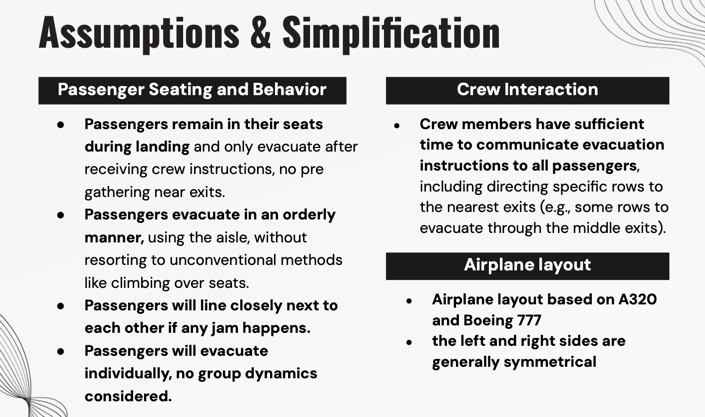 Assumptions & Simplification
Passenger Seating and Behavior
● Passengers remain in their seats
during landing and only evacuate after
receiving crew instructions, no pre
gathering near exits.
● Passengers evacuate in an orderly
manner, using the aisle, without
resorting to unconventional methods
like climbing over seats.
● Passengers will line closely next to
each other if any jam happens.
● Passengers will evacuate
individually, no group dynamics
considered.
Crew Interaction
● Crew members have sufficient
time to communicate evacuation
instructions to all passengers,
including directing specific rows to
the nearest exits (e.g., some rows to
evacuate through the middle exits).
Airplane layout
● Airplane layout based on A320
and Boeing 777
● the left and right sides are
generally symmetrical